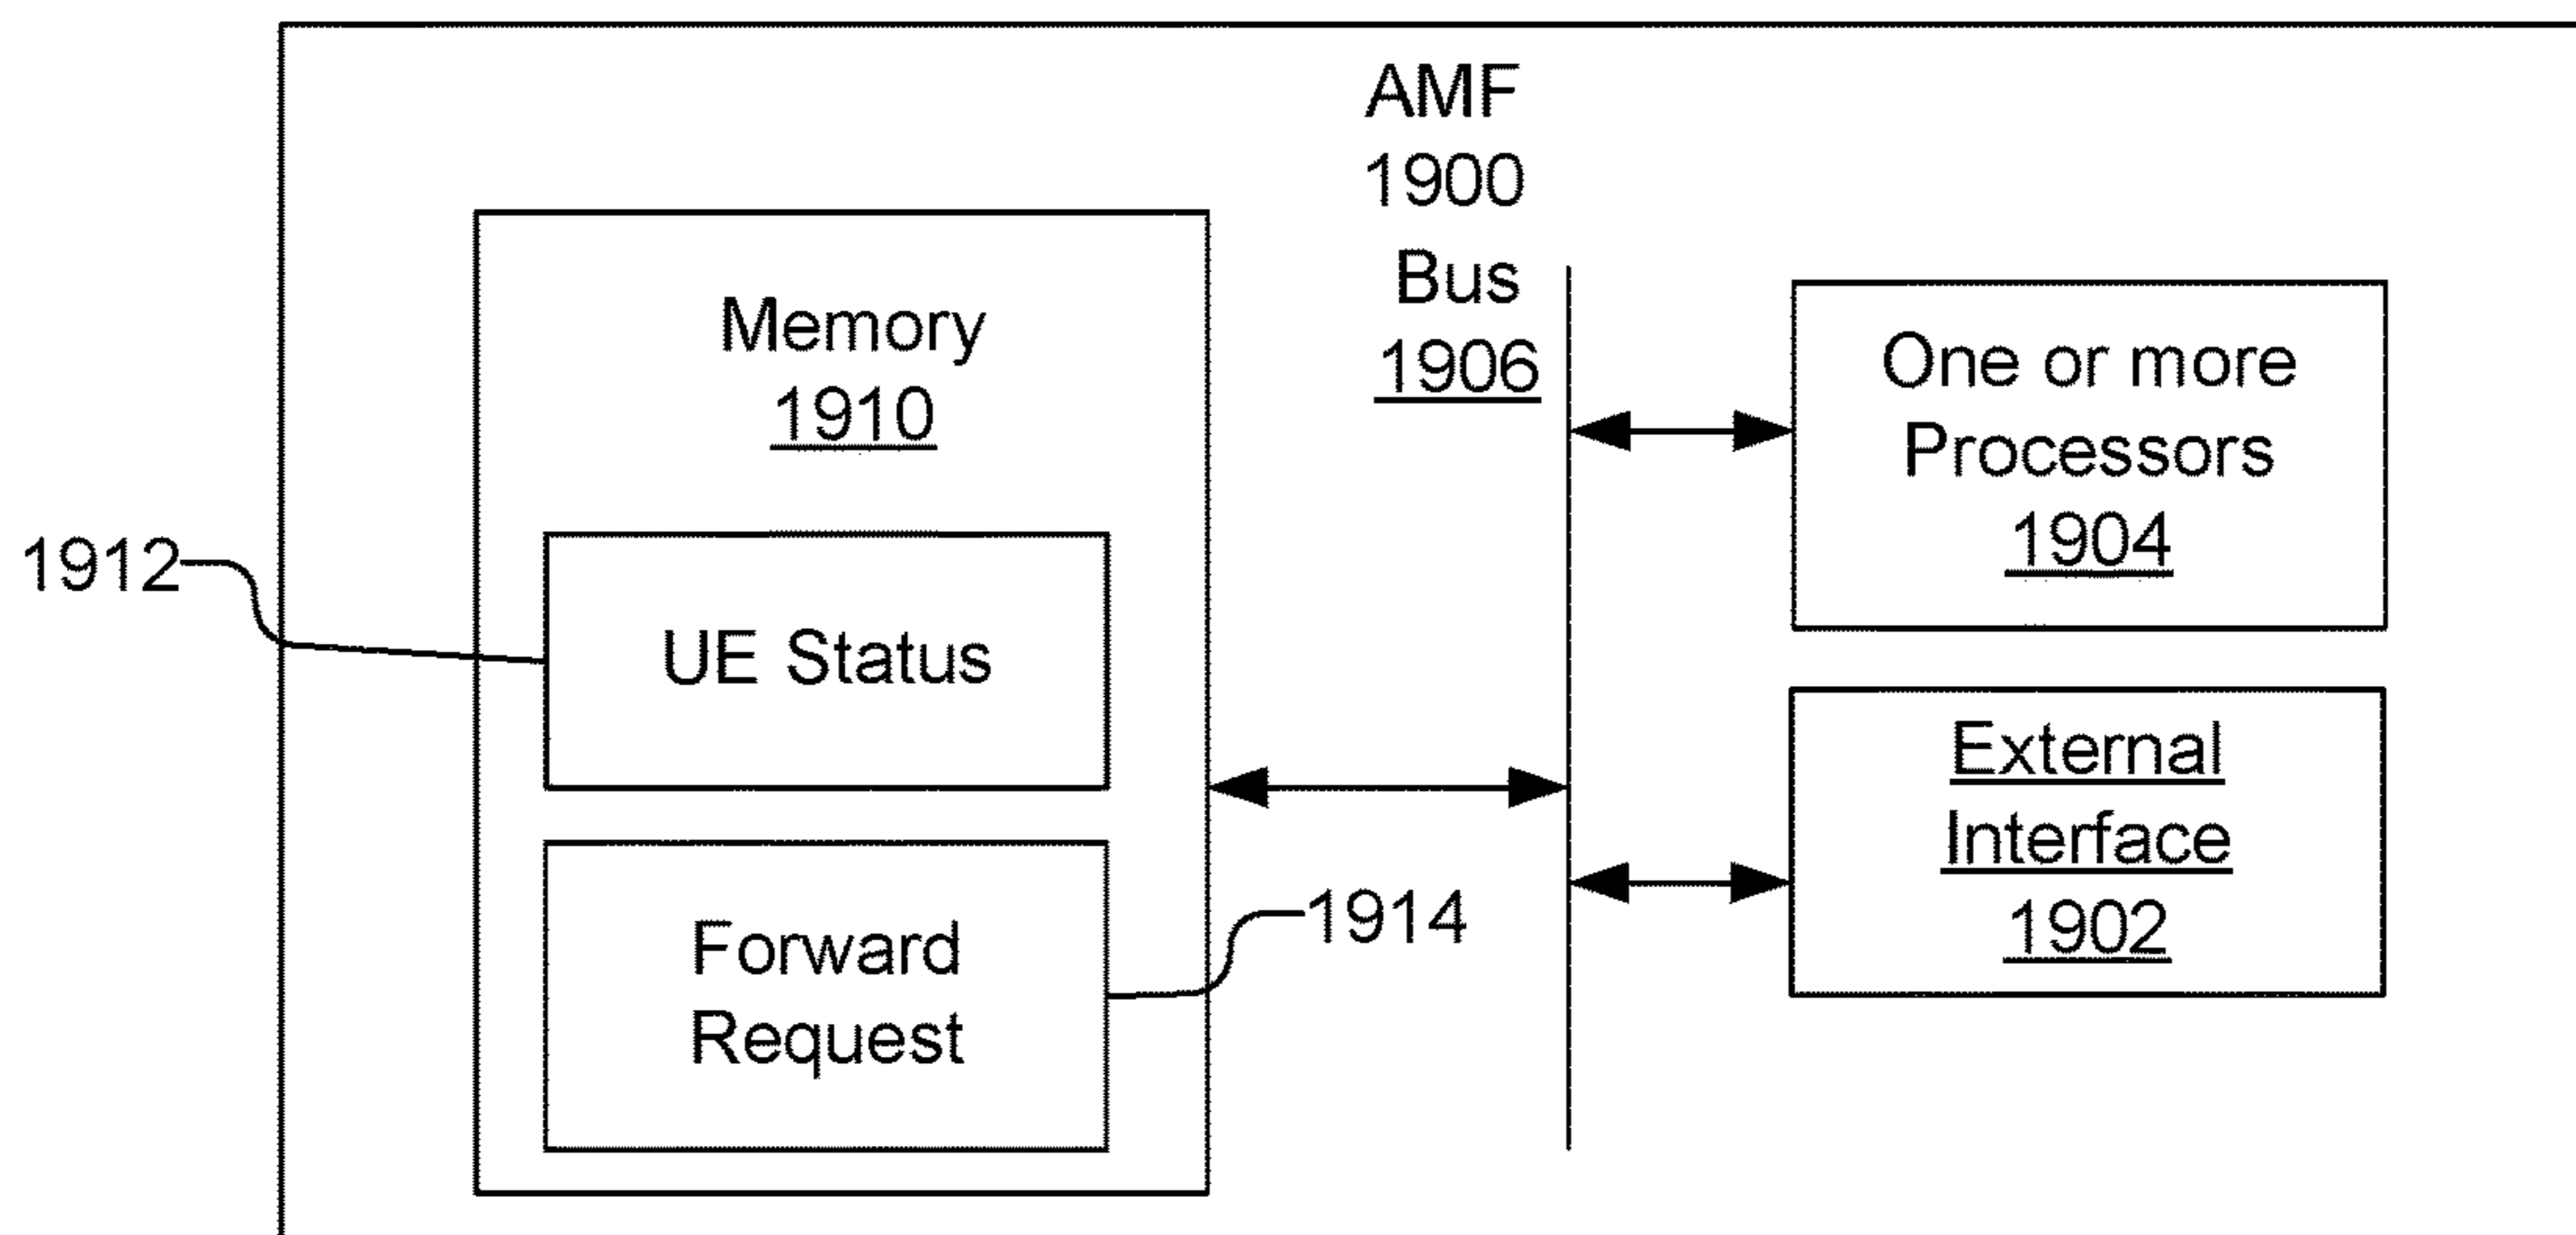 AMF
1900
Bus
1906
Memory
1910
1912
UE Status
Forward
Request
1914
One or more
Processors
1904
External
Interface
1902